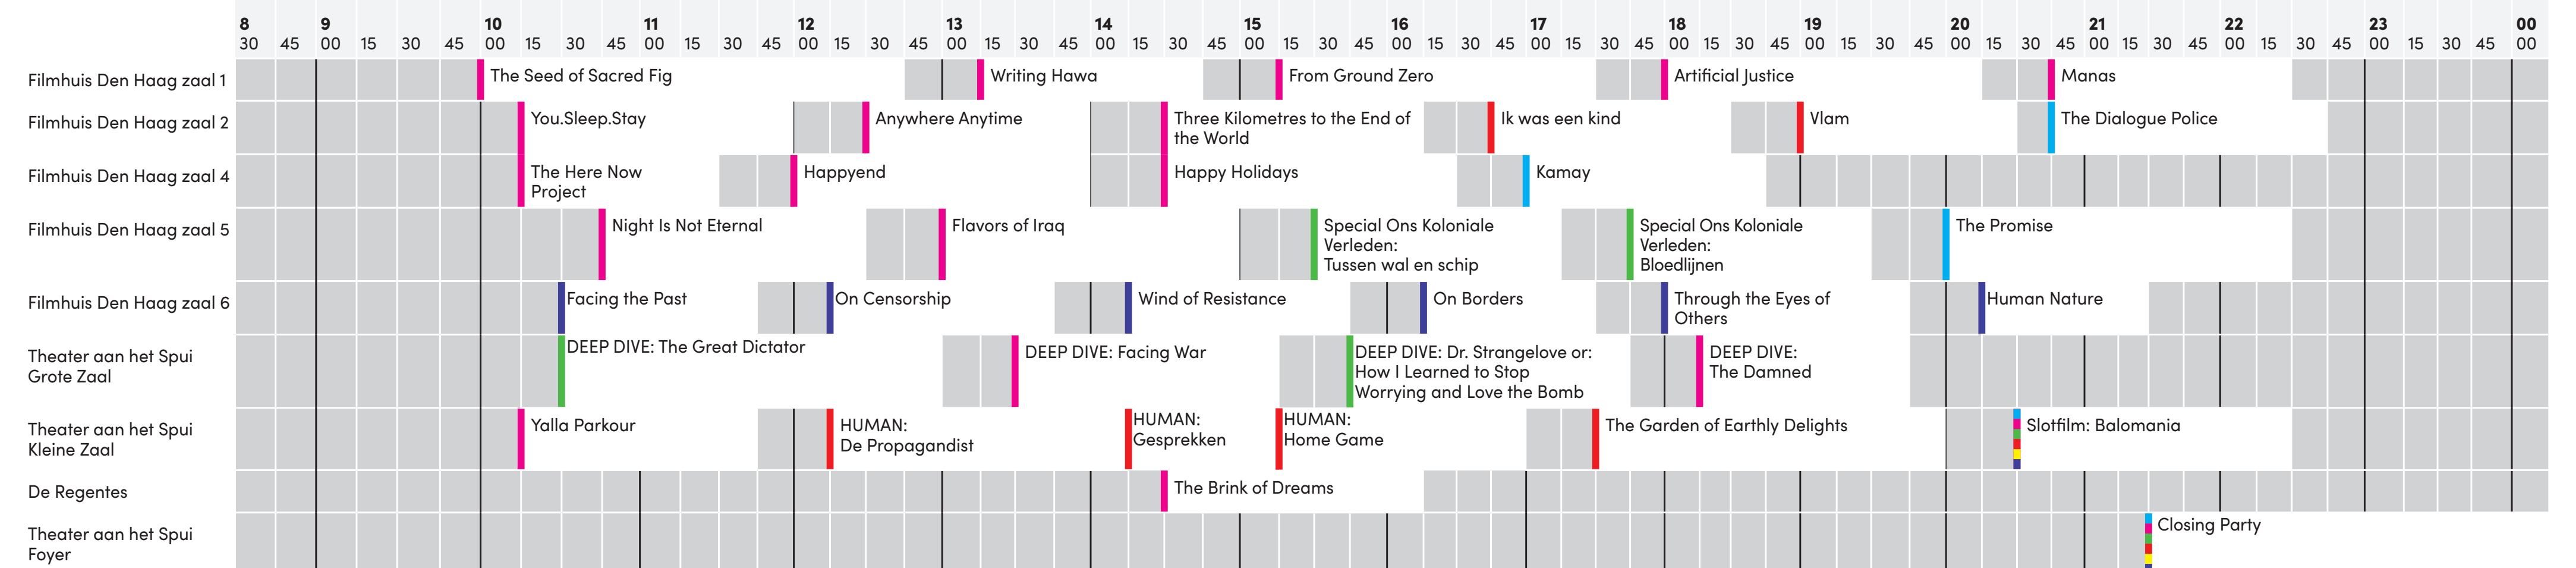 8 9 10 11 12 13 14 15 16 17 18 19 20 21 22 23 00
30 45 00 15 30 45 00 15 30 45 00 15 30 45 00 15 30 45 00 15 30 45 00 15 30 45 00 15 30 45 00 15 30 45 00 15 30 45 00 15 30 45 00 15 30 45 00 15 30 45 00 15 30 45 00 15 30 45 00 15 30 45 00
Filmhuis Den Haag zaal 1
The Seed of Sacred Fig
Writing Hawa
From Ground Zero
Artificial Justice
Manas
Filmhuis Den Haag zaal 2
You.Sleep.Stay
Anywhere Anytime
Three Kilometres to the End of
the World
Ik was een kind
Vlam
The Dialogue Police
Filmhuis Den Haag zaal 4
The Here Now
Project
Happyend
Happy Holidays
Kamay
Filmhuis Den Haag zaal 5
Night Is Not Eternal
Flavors of Iraq
Special Ons Koloniale
Verleden:
Tussen wal en schip
Special Ons Koloniale
Verleden:
Bloedlijnen
The Promise
Filmhuis Den Haag zaal 6
Facing the Past
On Censorship
Wind of Resistance
On Borders
Through the Eyes of
Others
Human Nature
Theater aan het Spui
Grote Zaal
DEEP DIVE: The Great Dictator
DEEP DIVE: Facing War
DEEP DIVE: Dr. Strangelove or:
How I Learned to Stop
Worrying and Love the Bomb
DEEP DIVE:
The Damned
Theater aan het Spui
Kleine Zaal
Yalla Parkour
HUMAN:
De Propagandist
HUMAN:
Gesprekken
HUMAN:
Home Game
The Garden of Earthly Delights
Slotfilm: Balomania
De Regentes
The Brink of Dreams
Theater aan het Spui
Foyer
Closing Party